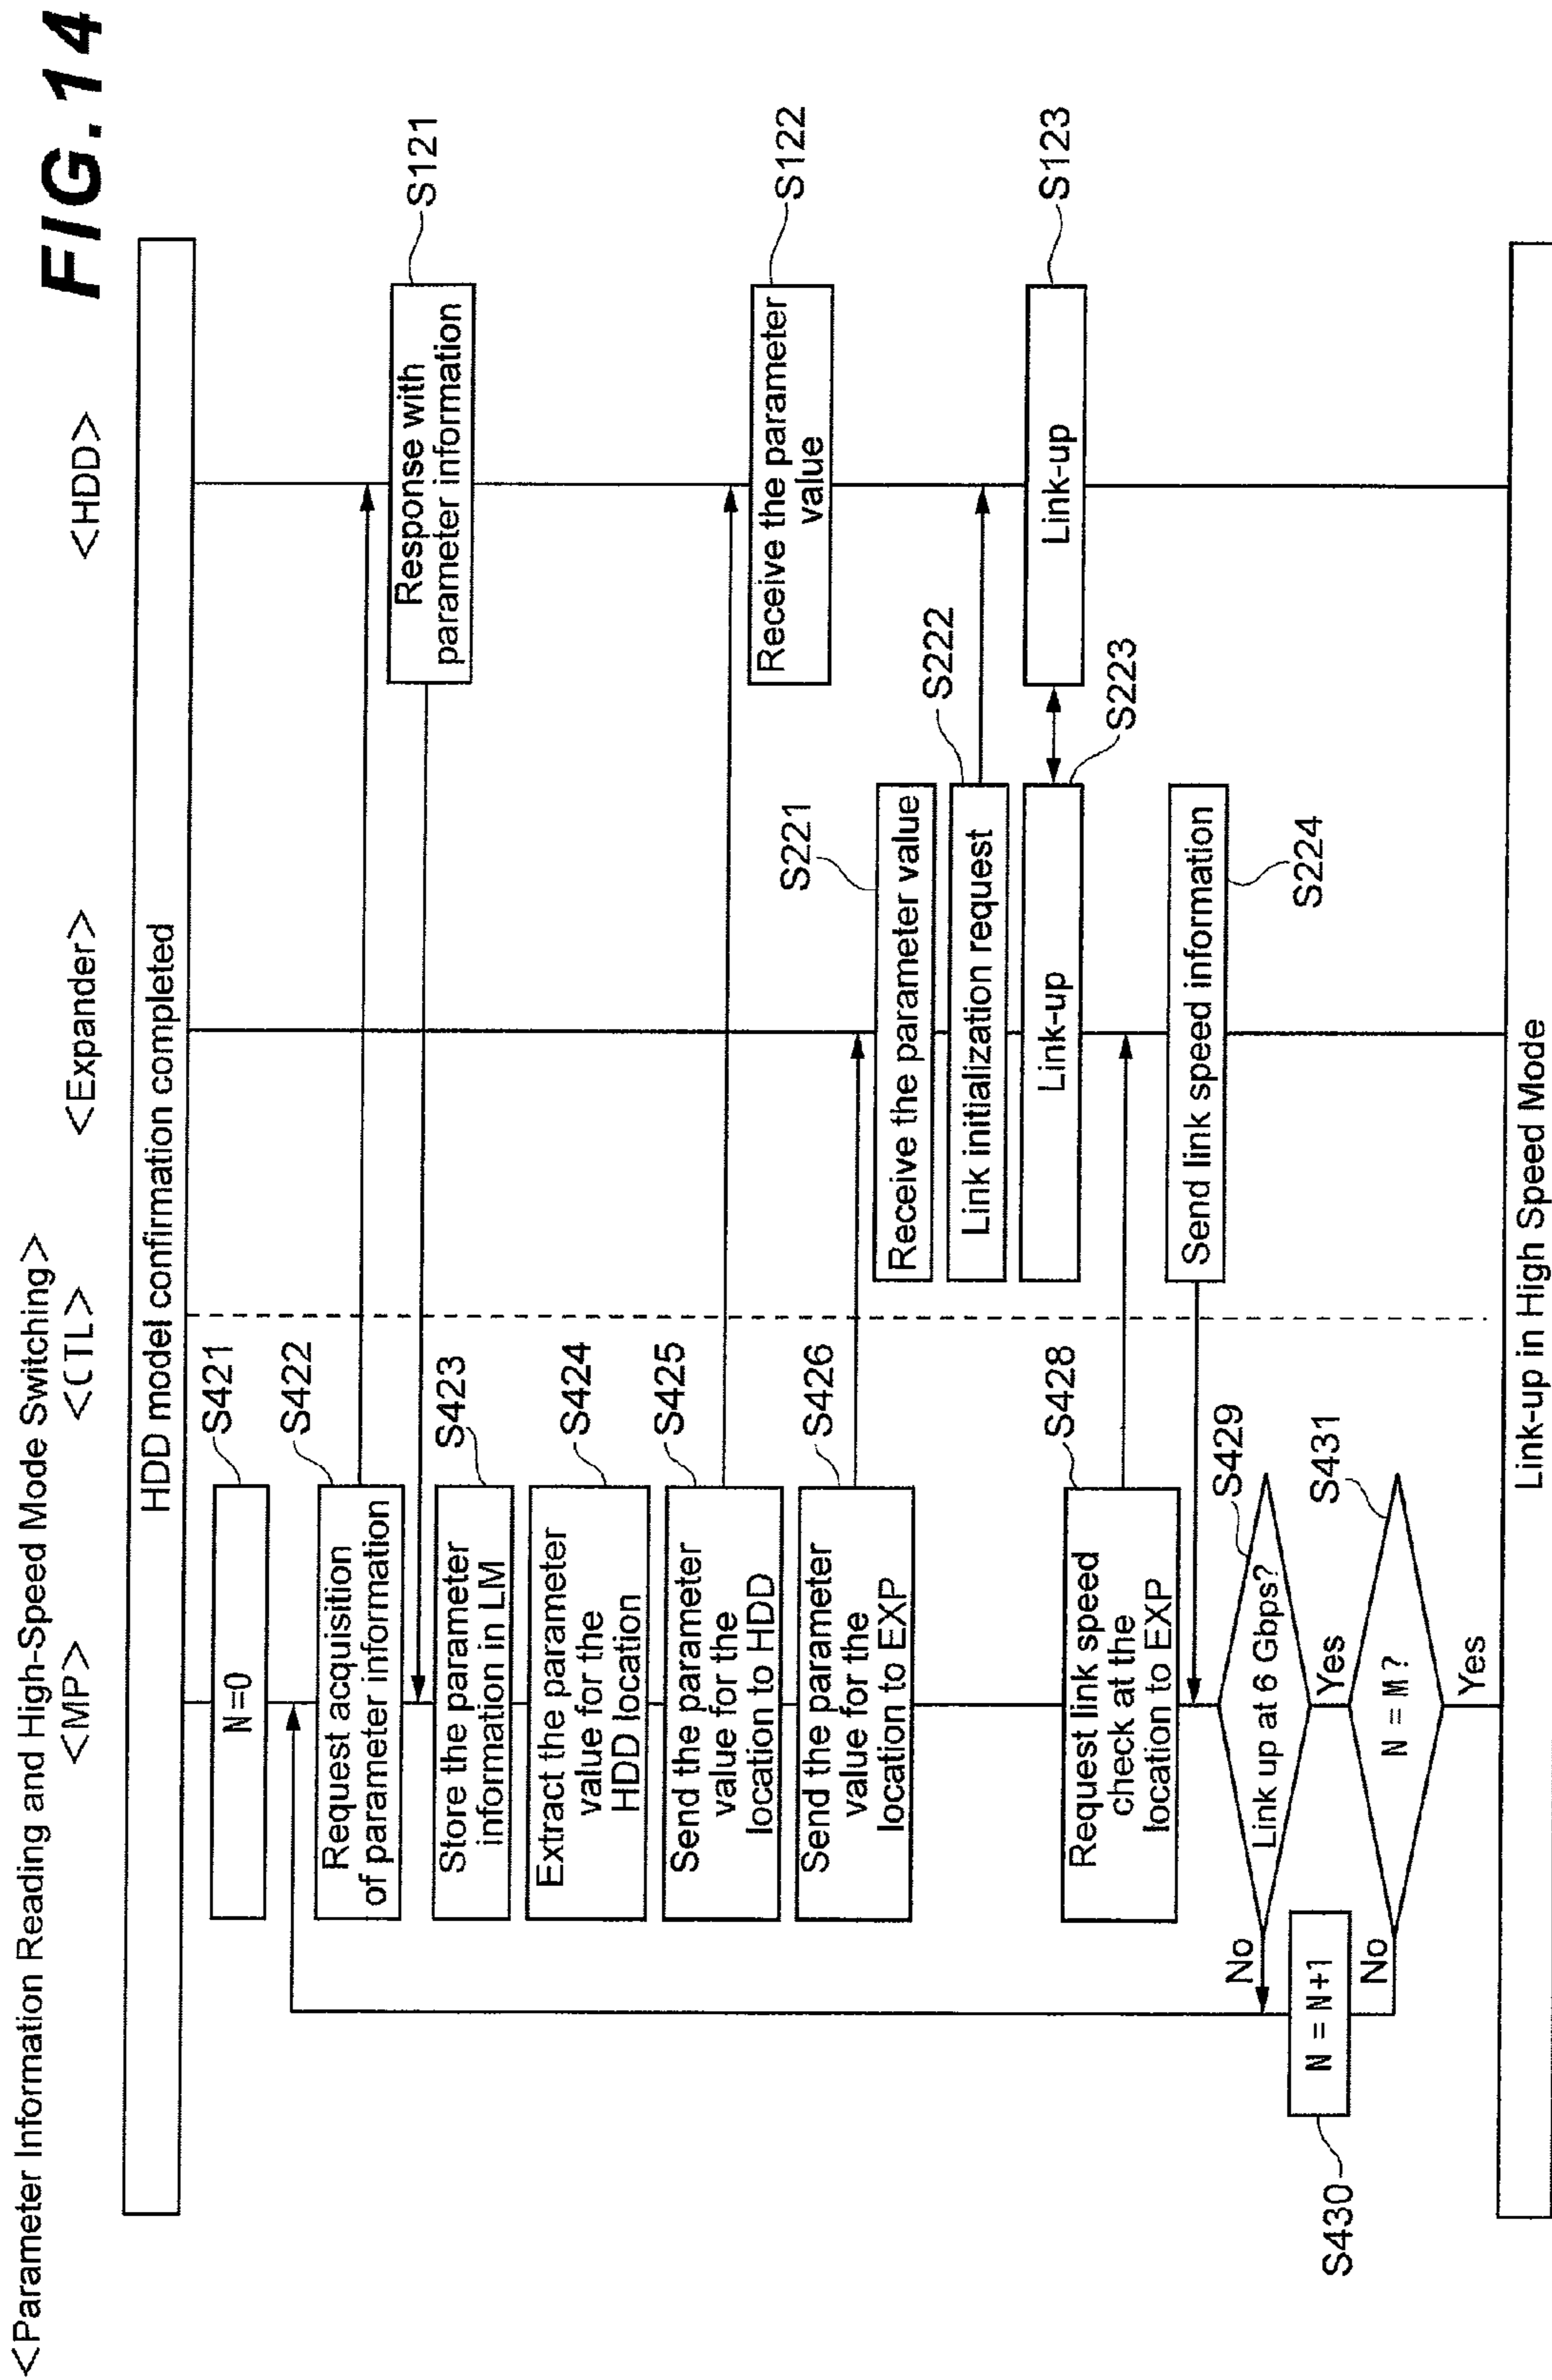 FIG.14
<Parameter Information Reading and High-Speed Mode Switching>
<MP>
<CTL>
<Expander>
<HDD>
HDD model confirmation completed
N=0
S421
Request acquisition
of parameter information
S422
Response with
parameter information
S121
Store the parameter
information in LM
S423
Extract the parameter
value for the
HDD location
S424
Send the parameter
value for the
location to HDD
S425
Receive the parameter
value
S122
Send the parameter
value for the
location to EXP
S426
Receive the parameter value
S221
Link initialization request
S222
Link-up
S223
Link-up
S123
Request link speed
check at the
location to EXP
S428
Send link speed information
S224
Link up at 6 Gbps?
S429
No
Yes
N = N+1
S430
N = M?
S431
No
Yes
Link-up in High Speed Mode